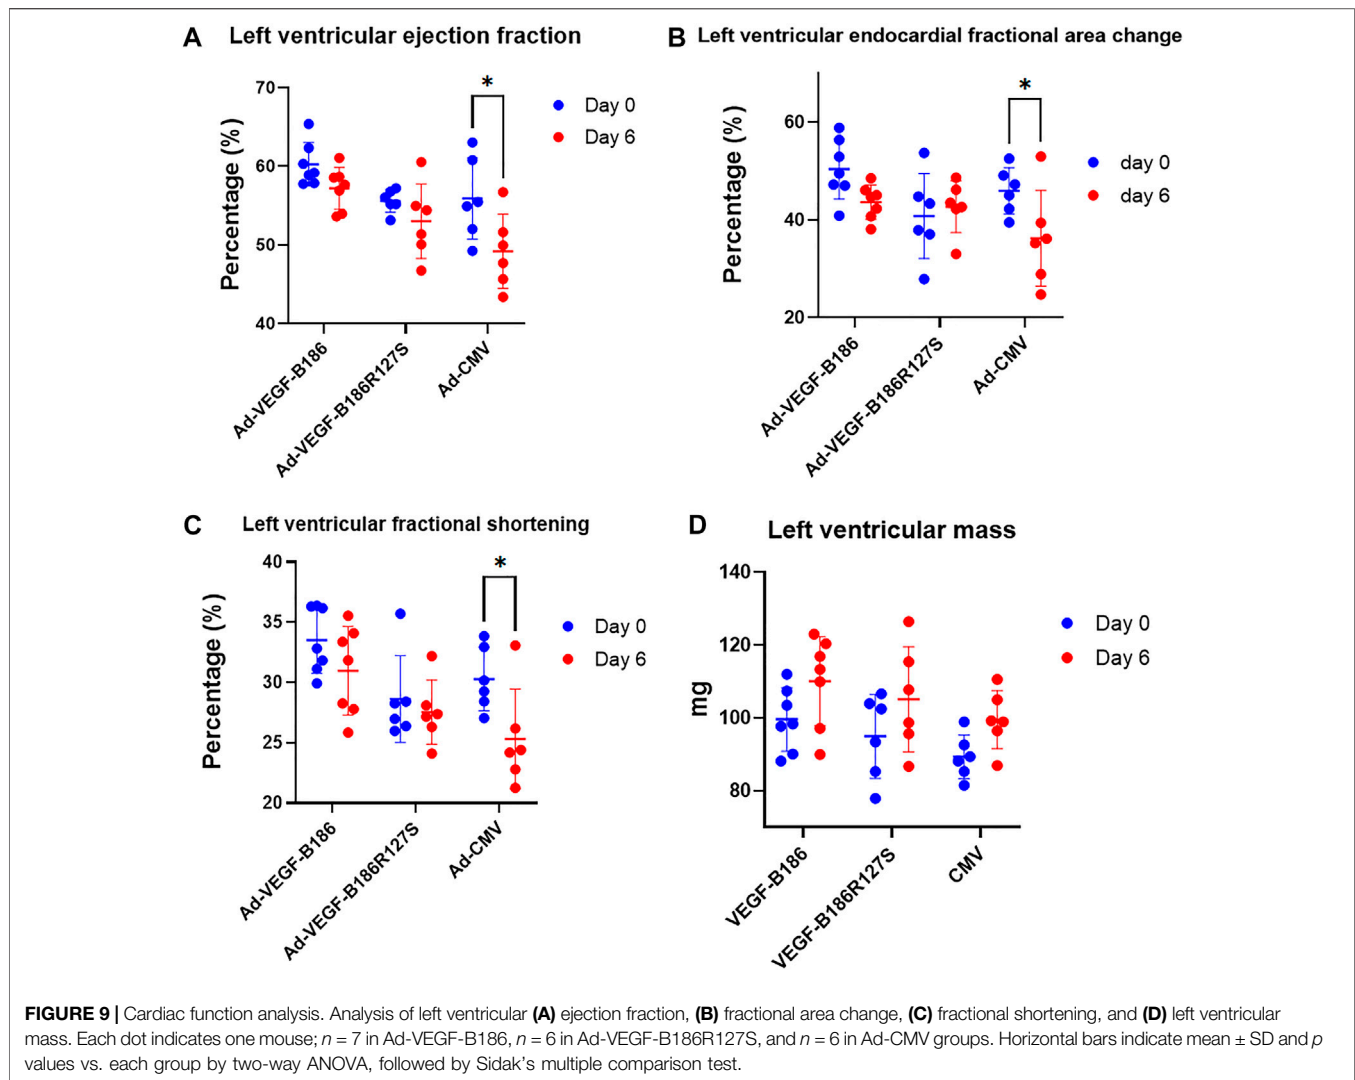 A Left ventricular ejection fraction
B Left ventricular endocardial fractional area change
Percentage (%)
70
60
50
40
*
Day 0
Day 6
Ad-VEGF-B186
Ad-VEGF-B186R127S
Ad-CMV
Percentage (%)
60
40
20
*
day 0
day 6
Ad-VEGF-B186
Ad-VEGF-B186R127S
Ad-CMV
C Left ventricular fractional shortening
D Left ventricular mass
Percentage (%)
40
35
30
25
20
*
Day 0
Day 6
Ad-VEGF-B186
Ad-VEGF-B186R127S
Ad-CMV
mg
140
120
100
80
Day 0
Day 6
VEGF-B186
VEGF-B186R127S
CMV
FIGURE 9 | Cardiac function analysis. Analysis of left ventricular (A) ejection fraction, (B) fractional area change, (C) fractional shortening, and (D) left ventricular
mass. Each dot indicates one mouse; n = 7 in Ad-VEGF-B186, n = 6 in Ad-VEGF-B186R127S, and n = 6 in Ad-CMV groups. Horizontal bars indicate mean ± SD and p
values vs. each group by two-way ANOVA, followed by Sidak’s multiple comparison test.